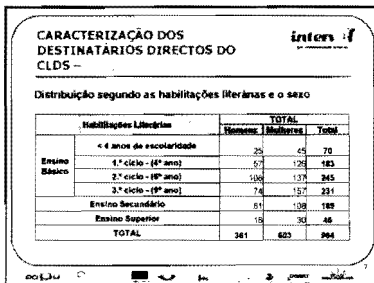 CARACTERIZAÇÃO DOS
DESTINATÁRIOS DIRECTOS DO
CLDS –
Distribuição segundo as habilitações literárias e o sexo
Habilitações Literárias TOTAL
Homens Mulheres Total
Ensino Básico
< 4 anos de escolaridade 25 45 70
1.º ciclo - (4º ano) 57 126 183
2.º ciclo - (6º ano) 108 137 245
3.º ciclo - (9º ano) 74 157 231
Ensino Secundário 81 108 189
Ensino Superior 16 30 46
TOTAL 361 603 964